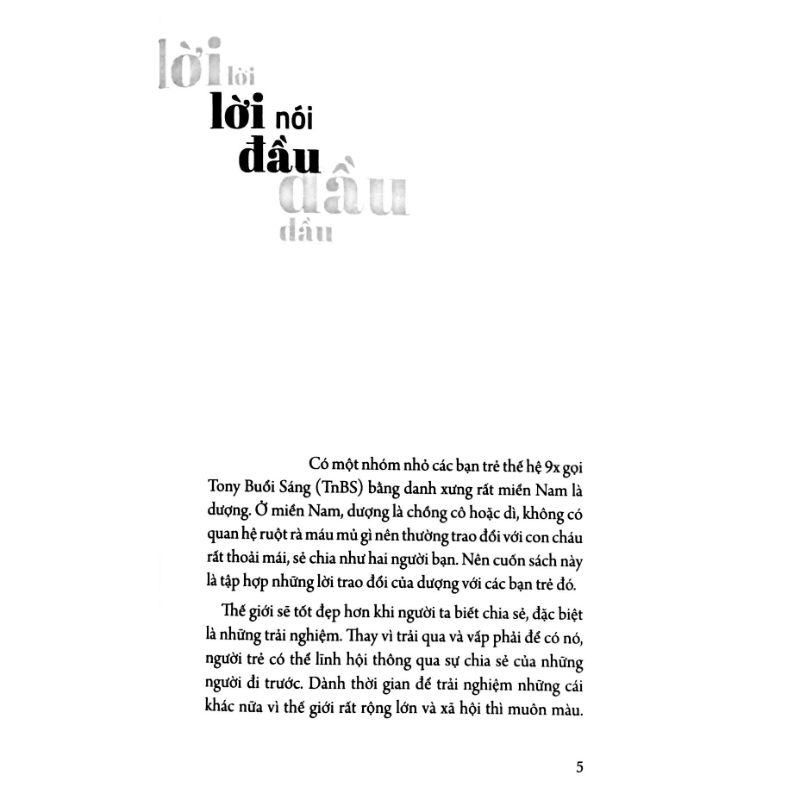 lời lời
lời nói
đầu
đầu
đầu
Có một nhóm nhỏ các bạn trẻ thế hệ 9x gọi
Tony Buổi Sáng (TnBS) bằng danh xưng rất miền Nam là
dượng. Ở miền Nam, dượng là chồng cô hoặc dì, không có
quan hệ ruột rà máu mủ gì nên thường trao đổi với con cháu
rất thoải mái, sẻ chia như hai người bạn. Nên cuốn sách này
là tập hợp những lời trao đổi của dượng với các bạn trẻ đó.
Thế giới sẽ tốt đẹp hơn khi người ta biết chia sẻ, đặc biệt
là những trải nghiệm. Thay vì trải qua và vấp phải để có nó,
người trẻ có thể lĩnh hội thông qua sự chia sẻ của những
người đi trước. Dành thời gian để trải nghiệm những cái
khác nữa vì thế giới rất rộng lớn và xã hội thì muôn màu.
5